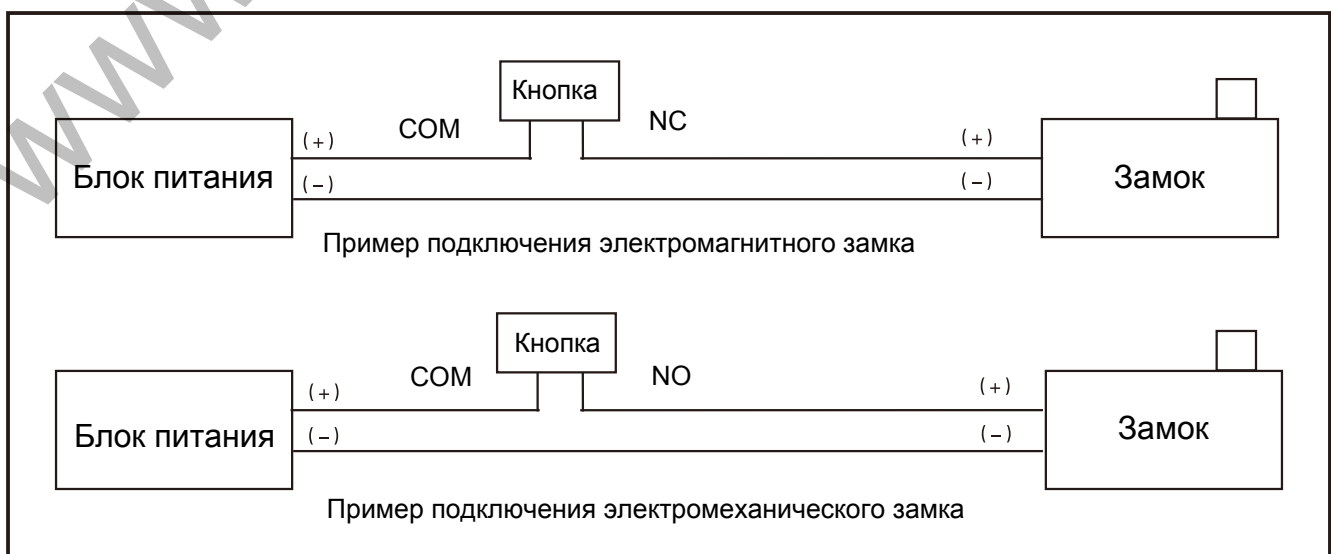 Кнопка
COM NC
(+) (+)
Блок питания (–) (–) Замок
Пример подключения электромагнитного замка
Кнопка
COM NO
(+) (+)
Блок питания (–) (–) Замок
Пример подключения электромеханического замка
www